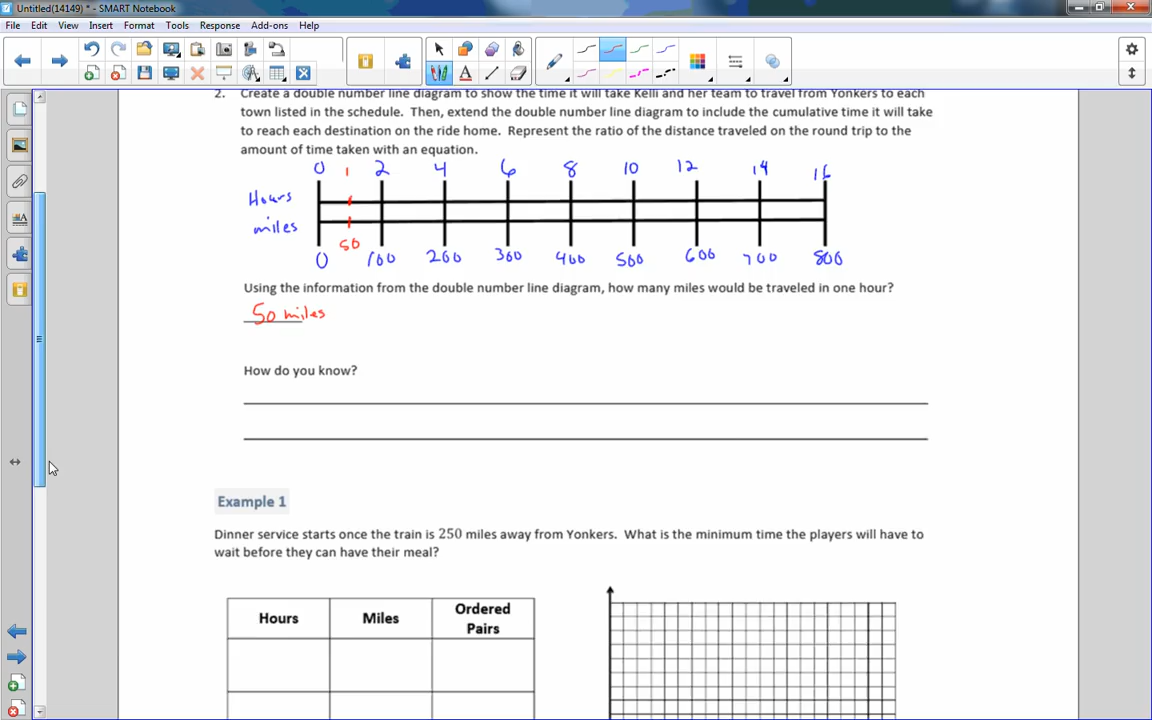 Untitled(14149) * - SMART Notebook
File Edit View Insert Format Tools Response Add-ons Help
2. Create a double number line diagram to show the time it will take Kelli and her team to travel from Yonkers to each
town listed in the schedule. Then, extend the double number line diagram to include the cumulative time it will take
to reach each destination on the ride home. Represent the ratio of the distance traveled on the round trip to the
amount of time taken with an equation.
0 1 2 4 6 8 10 12 14 16
Hours
miles
0 50 100 200 300 400 500 600 700 800
Using the information from the double number line diagram, how many miles would be traveled in one hour?
50 miles
How do you know?
Example 1
Dinner service starts once the train is 250 miles away from Yonkers. What is the minimum time the players will have to
wait before they can have their meal?
Hours Miles Ordered
Pairs